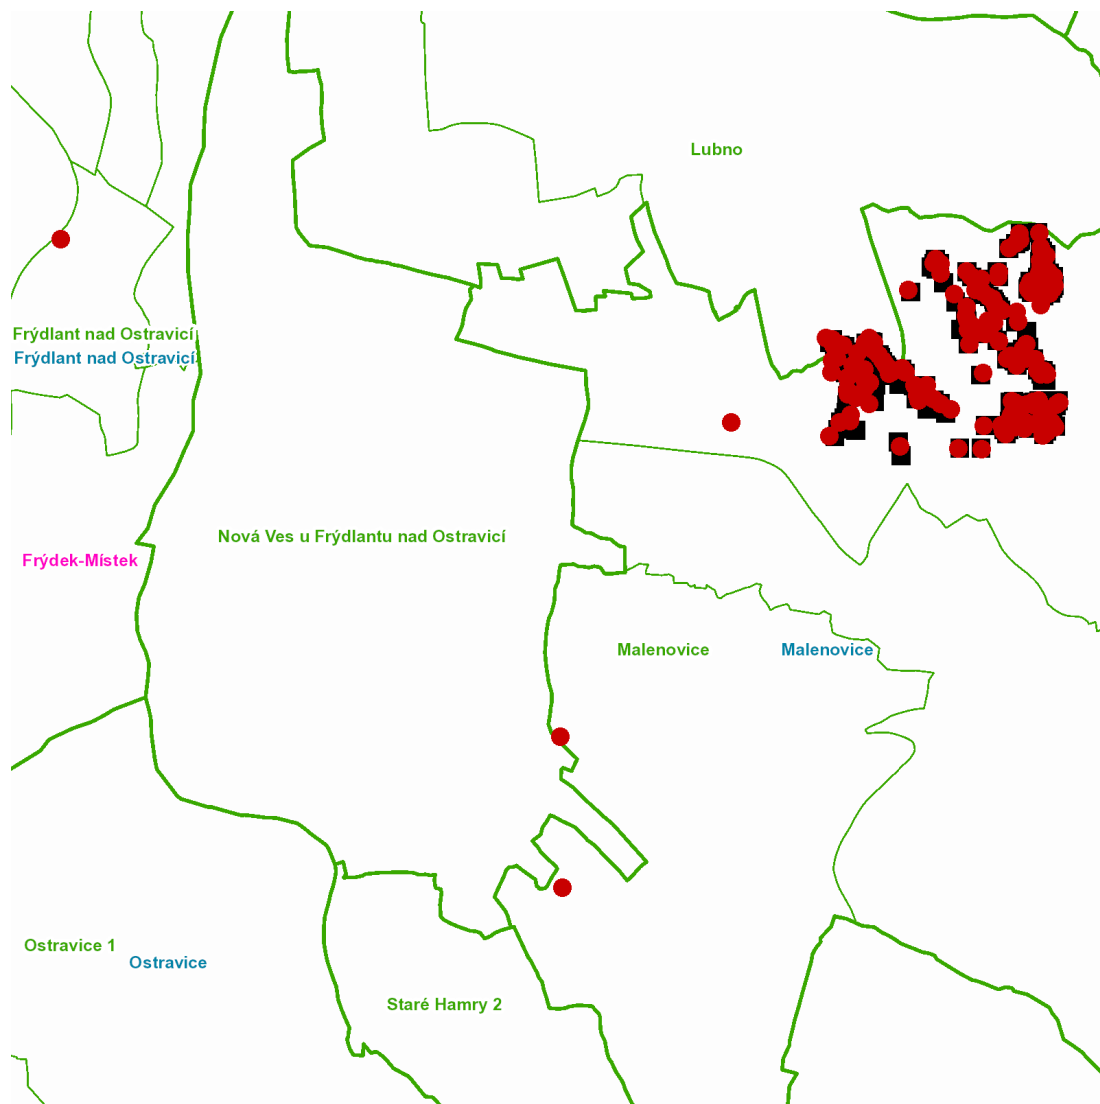 Lubno
Frýdlant nad Ostravicí
Frýdlant nad Ostravicí
Nová Ves u Frýdlantu nad Ostravicí
Frýdek-Místek
Malenovice
Malenovice
Ostravice 1
Ostravice
Staré Hamry 2